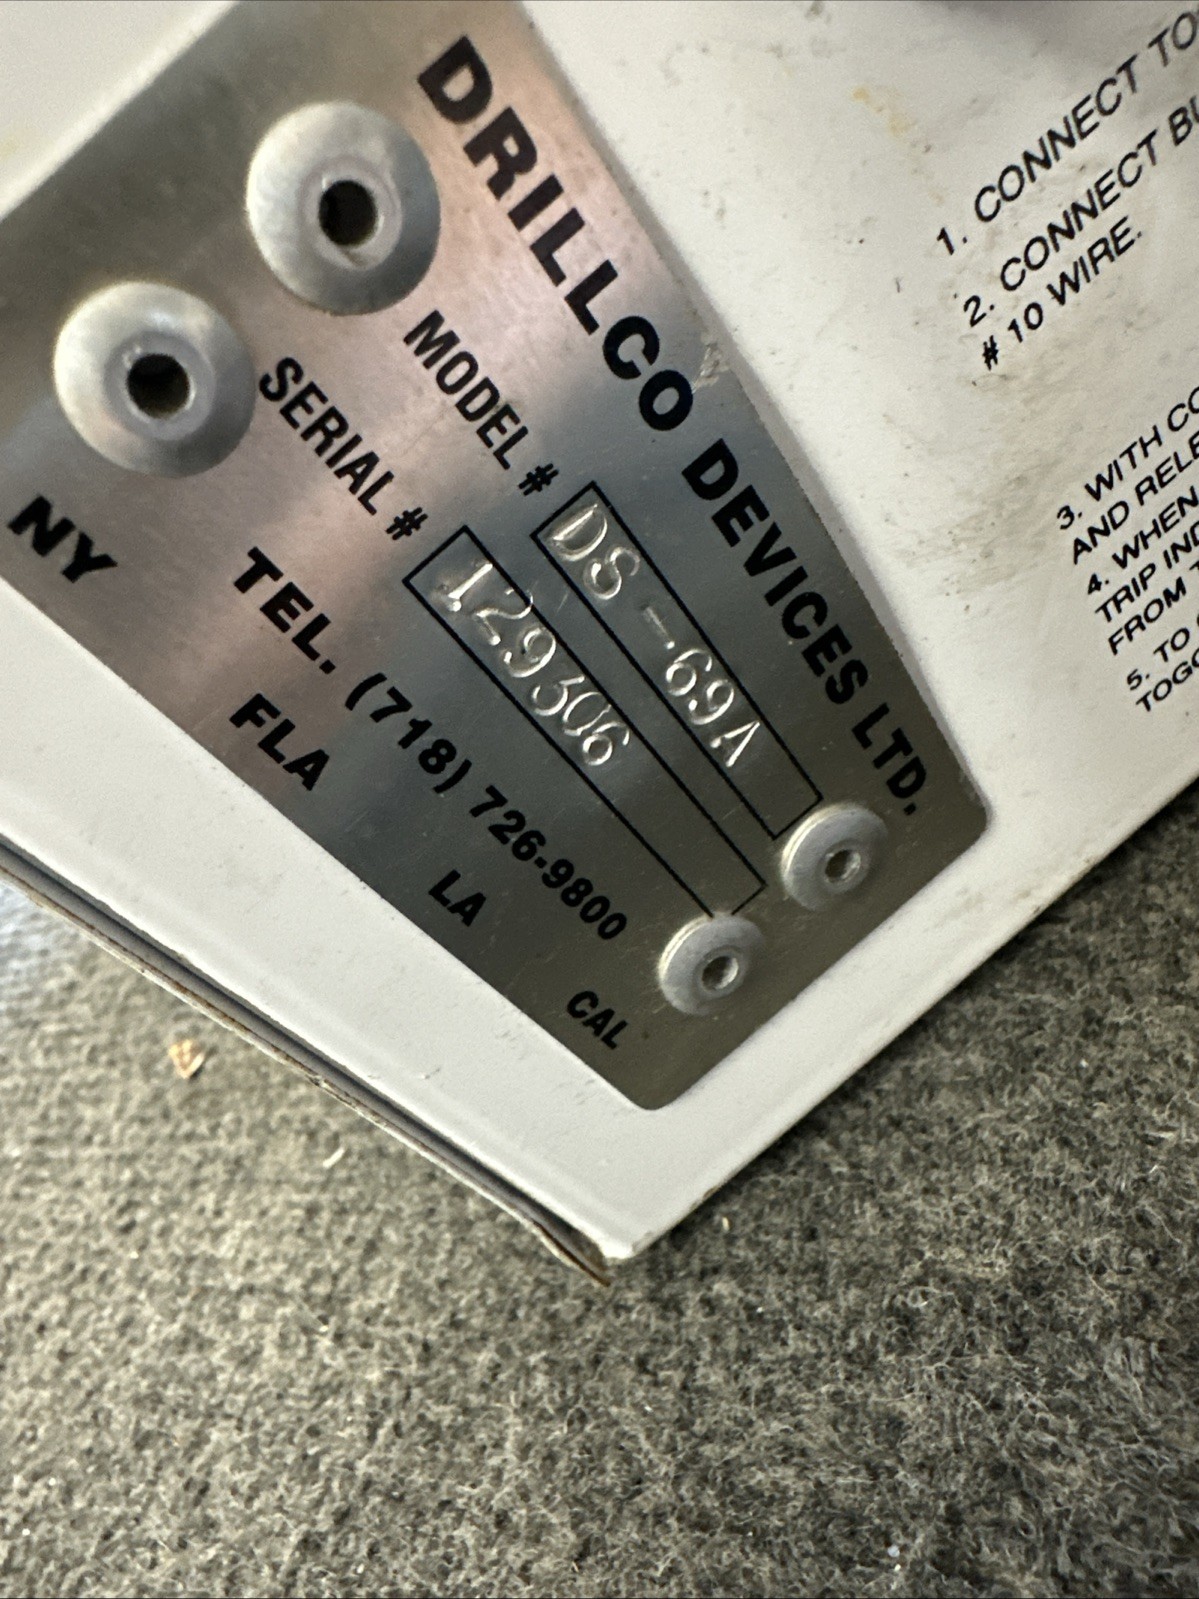 DRILLCO DEVICES LTD.
MODEL # DS-69A
SERIAL # 129306
TEL. (718) 726-9800
NY FLA LA CAL
1. CONNECT
2. CONNECT
# 10 WIRE.
3. WITH
AND
4. WHEN
TRIP
FROM
5. TO